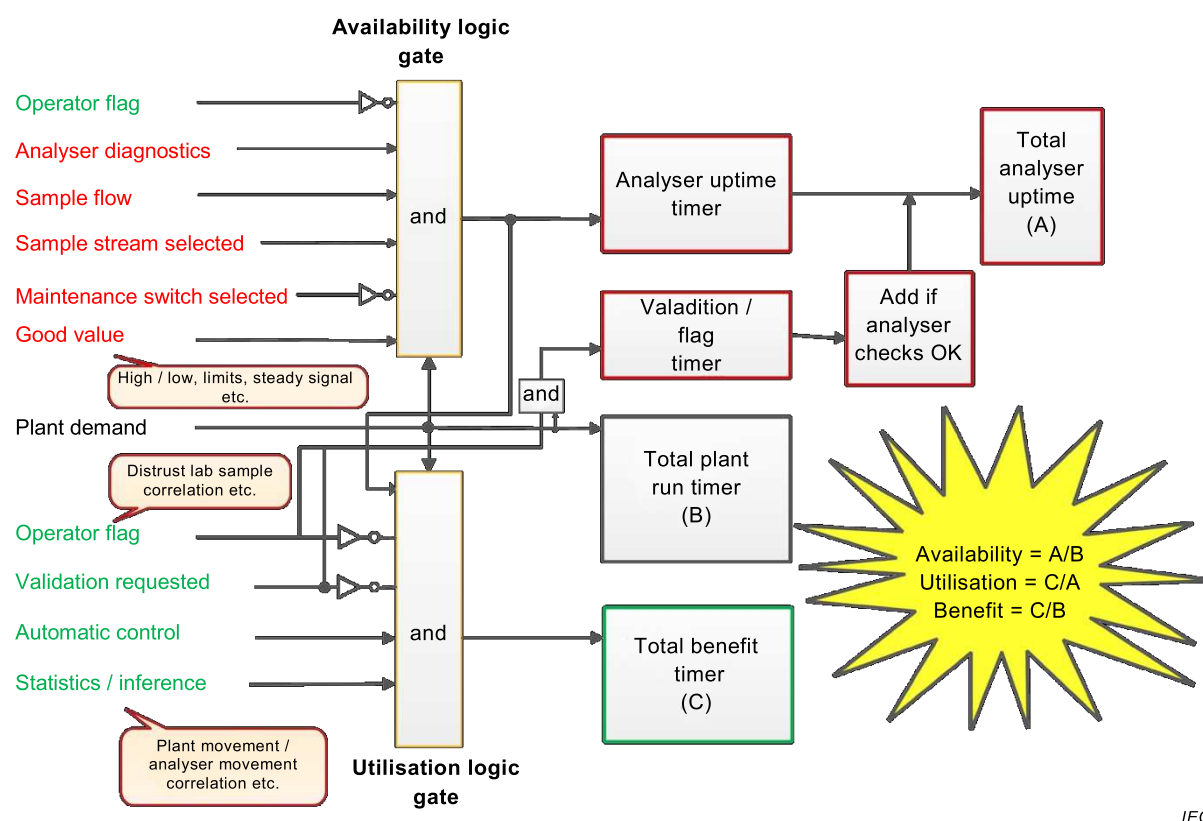 Availability logic
gate
Operator flag
Analyser diagnostics
Sample flow
Sample stream selected
Maintenance switch selected
Good value
High / low, limits, steady signal
etc.
and
Analyser uptime
timer
Total
analyser
uptime
(A)
Valadition /
flag
timer
Add if
analyser
checks OK
and
Plant demand
Total plant
run timer
(B)
Distrust lab sample
correlation etc.
Operator flag
Validation requested
Automatic control
Statistics / inference
Plant movement /
analyser movement
correlation etc.
and
Total benefit
timer
(C)
Availability = A/B
Utilisation = C/A
Benefit = C/B
Utilisation logic
gate